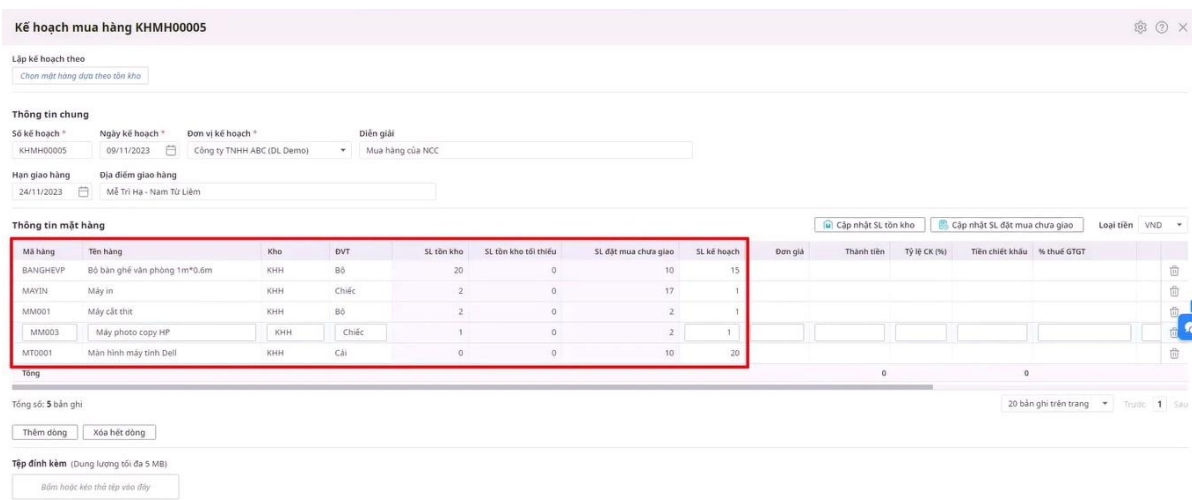 Kế hoạch mua hàng KHMH00005
Lập kế hoạch theo
Chọn mặt hàng dựa theo tồn kho
Thông tin chung
Số kế hoạch * Ngày kế hoạch * Đơn vị kế hoạch * Diễn giải
KHMH00005 09/11/2023 Công ty TNHH ABC (DL Demo) Mua hàng của NCC
Hạn giao hàng Địa điểm giao hàng
24/11/2023 Mễ Trì Hạ - Nam Từ Liêm
Thông tin mặt hàng Cập nhật SL tồn kho Cập nhật SL đặt mua chưa giao Loại tiền VND
Mã hàng Tên hàng Kho ĐVT SL tồn kho SL tồn kho tối thiểu SL đặt mua chưa giao SL kế hoạch Đơn giá Thành tiền Tỷ lệ CK (%) Tiền chiết khấu % thuế GTGT
BANGHEVP Bộ bàn ghế văn phòng 1m*0.6m KHH Bộ 20 0 10 15
MAYIN Máy in KHH Chiếc 2 0 17 1
MM001 Máy cắt thịt KHH Bộ 2 0 2 1
MM003 Máy photo copy HP KHH Chiếc 1 0 2 1
MT0001 Màn hình máy tính Dell KHH Cái 0 0 10 20
Tổng 0 0
Tổng số: 5 bản ghi 20 bản ghi trên trang Trước 1 Sau
Thêm dòng Xóa hết dòng
Tệp đính kèm (Dung lượng tối đa 5 MB)
Bấm hoặc kéo thả tệp vào đây